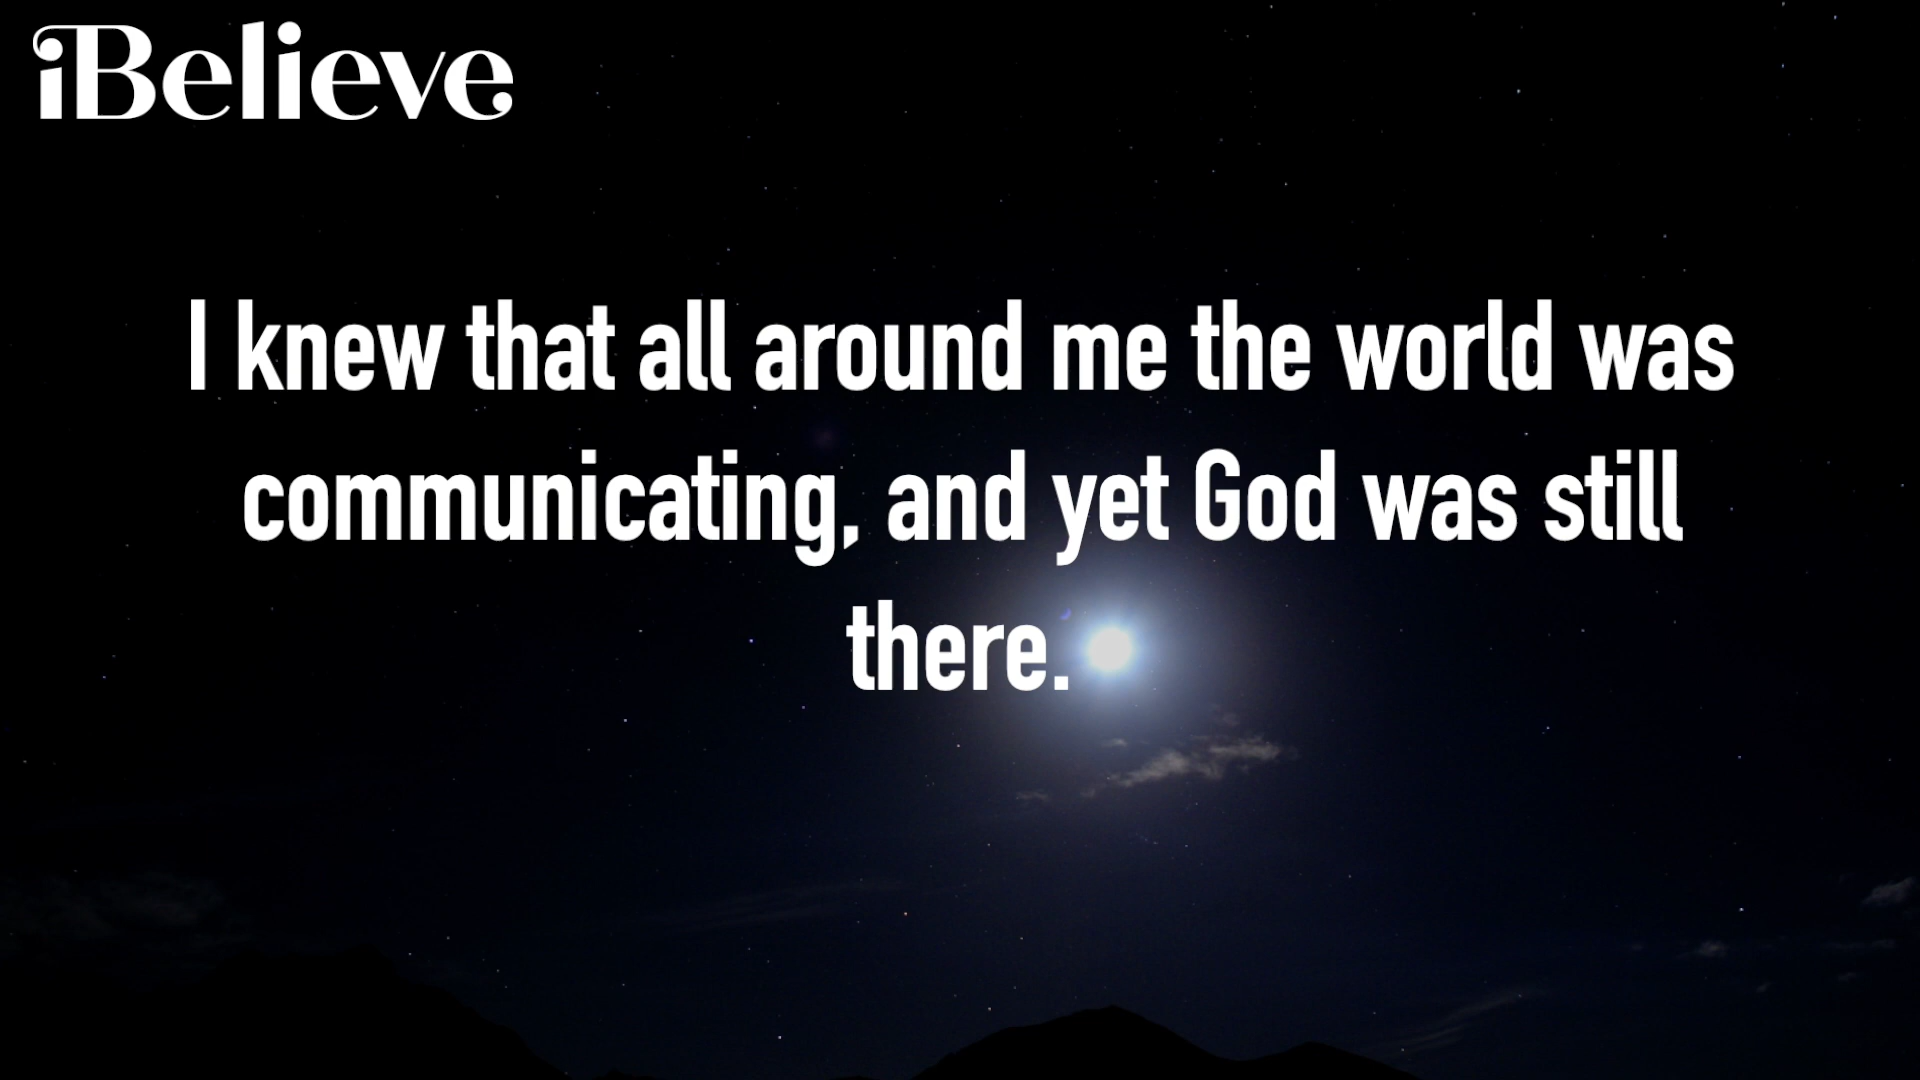 iBelieve
I knew that all around me the world was
communicating, and yet God was still
there.